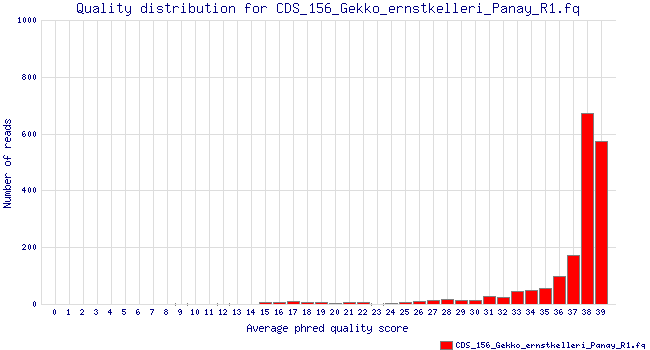 Quality distribution for CDS_156_Gekko_ernstkelleri_Panay_R1.fq
1000
800
600
400
200
0
Number of reads
0 1 2 3 4 5 6 7 8 9 10 11 12 13 14 15 16 17 18 19 20 21 22 23 24 25 26 27 28 29 30 31 32 33 34 35 36 37 38 39
Average phred quality score
CDS_156_Gekko_ernstkelleri_Panay_R1.fq